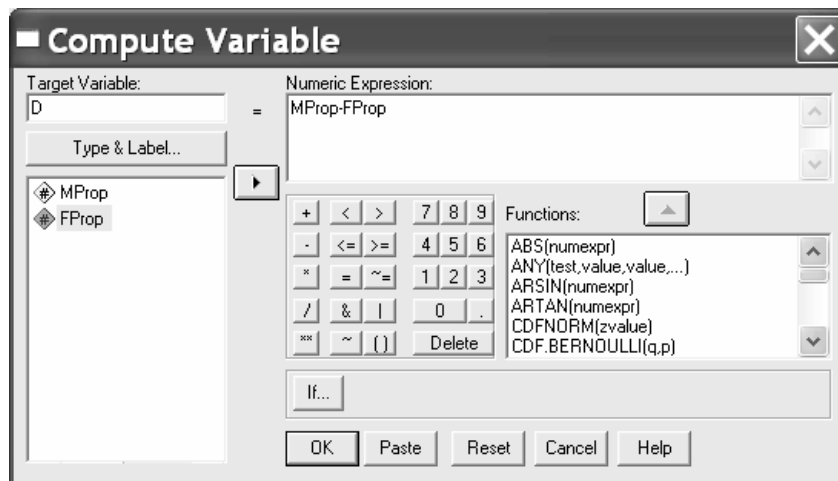 Compute Variable
Target Variable:
D
=
Numeric Expression:
MProp-FProp
Type & Label...
MProp
FProp
+ < > 7 8 9
- <= >= 4 5 6
* = ~= 1 2 3
/ & | 0 .
** ~ () Delete
Functions:
ABS(numexpr)
ANY(test,value,value,...)
ARSIN(numexpr)
ARTAN(numexpr)
CDFNORM(zvalue)
CDF.BERNOULLI(q,p)
If...
OK Paste Reset Cancel Help